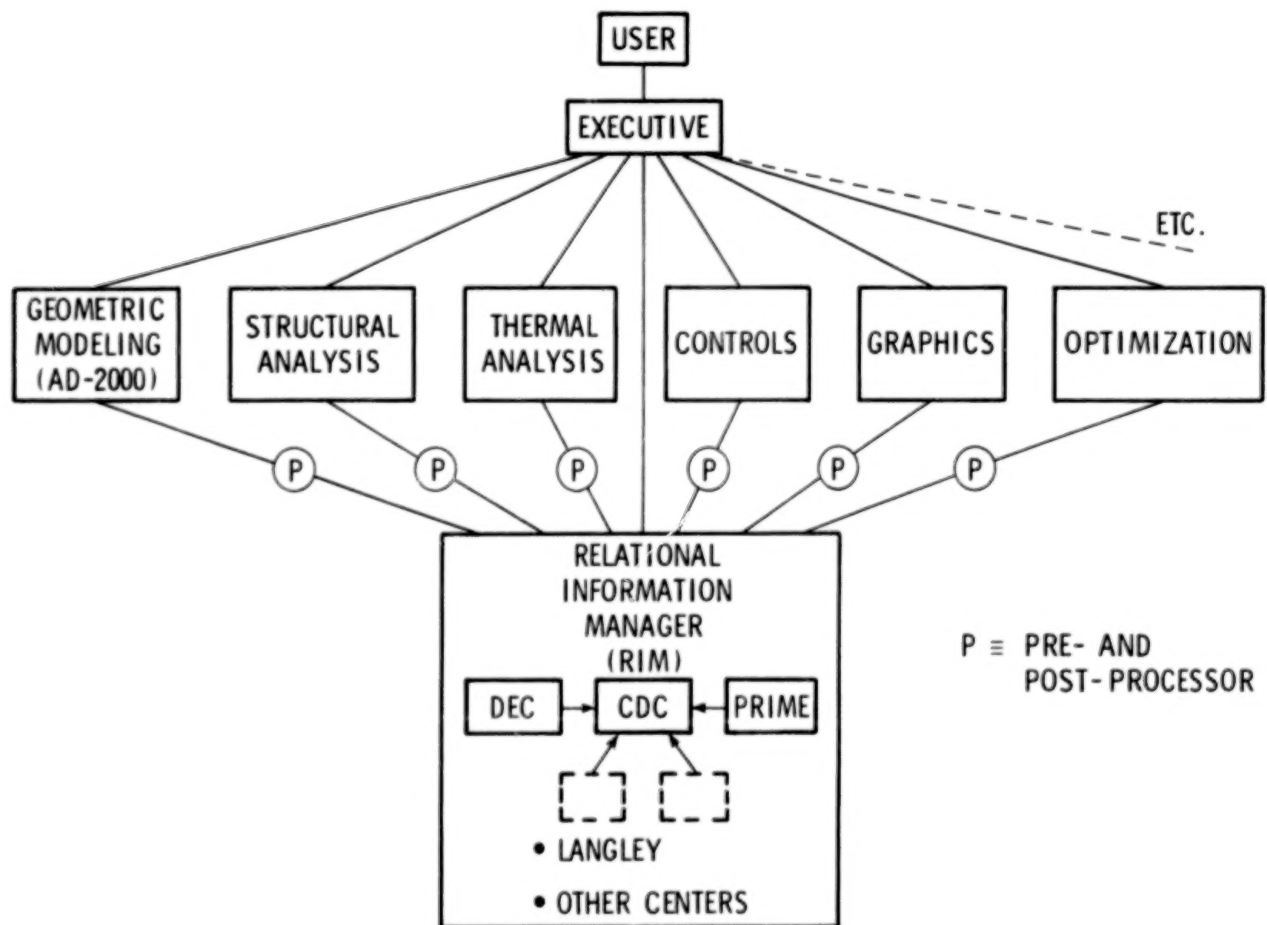 USER
EXECUTIVE
ETC.
GEOMETRIC
MODELING
(AD-2000)
STRUCTURAL
ANALYSIS
THERMAL
ANALYSIS
CONTROLS
GRAPHICS
OPTIMIZATION
P
P
P
P
P
P
RELATIONAL
INFORMATION
MANAGER
(RIM)
DEC
CDC
PRIME
• LANGLEY
• OTHER CENTERS
P ≡ PRE- AND
POST-PROCESSOR